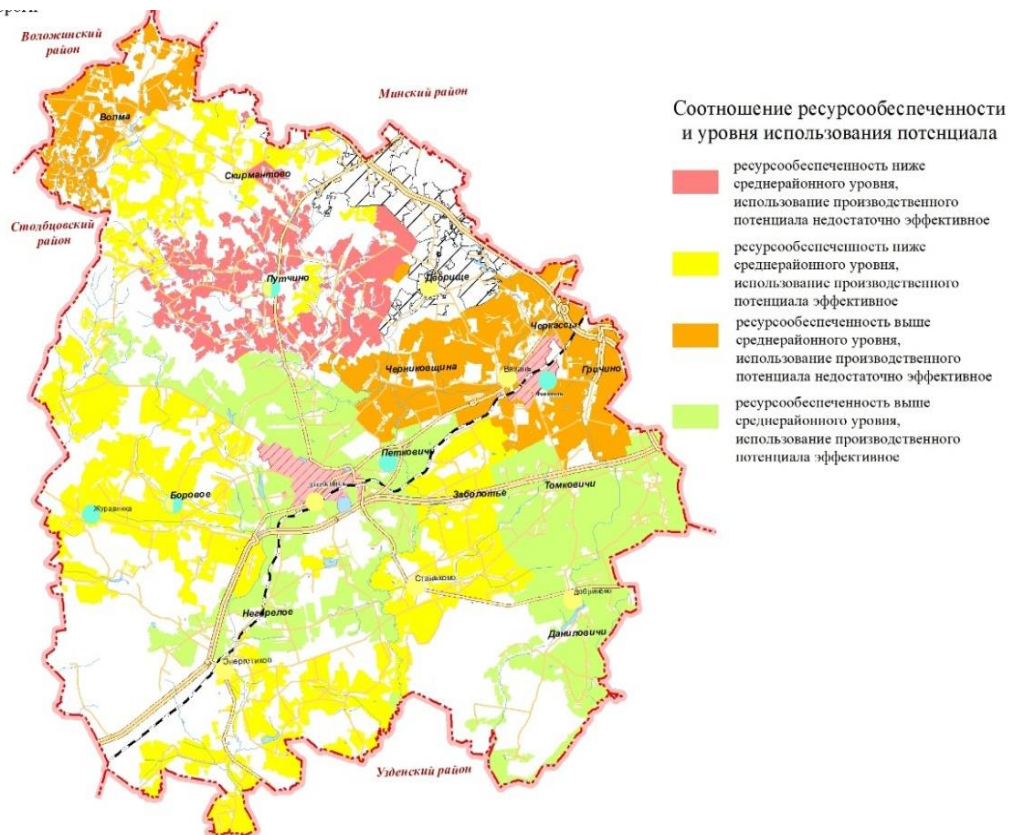 Воложинский
район
Минский район
Волма
Скирмантово
Столбцовский
район
Путчино
Дворище
Черкассы
Черниковщина
Вязань
Гричино
Петковичи
Боровое
Журавинка
Заболотье
Томковичи
Станьково
Добринево
Негорелое
Даниловичи
Энергетиков
Узденский район
Соотношение ресурсообеспеченности
и уровня использования потенциала
ресурсообеспеченность ниже
среднерайонного уровня,
использование производственного
потенциала недостаточно эффективное
ресурсообеспеченность ниже
среднерайонного уровня,
использование производственного
потенциала эффективное
ресурсообеспеченность выше
среднерайонного уровня,
использование производственного
потенциала недостаточно эффективное
ресурсообеспеченность выше
среднерайонного уровня,
использование производственного
потенциала эффективное